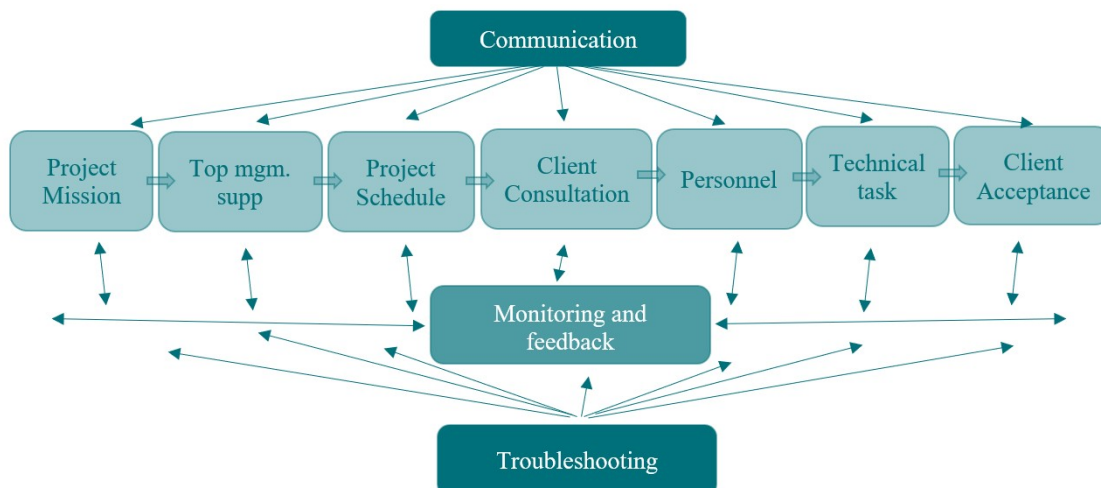 Communication
Project
Mission
Top mgm.
supp
Project
Schedule
Client
Consultation
Personnel
Technical
task
Client
Acceptance
Monitoring and
feedback
Troubleshooting